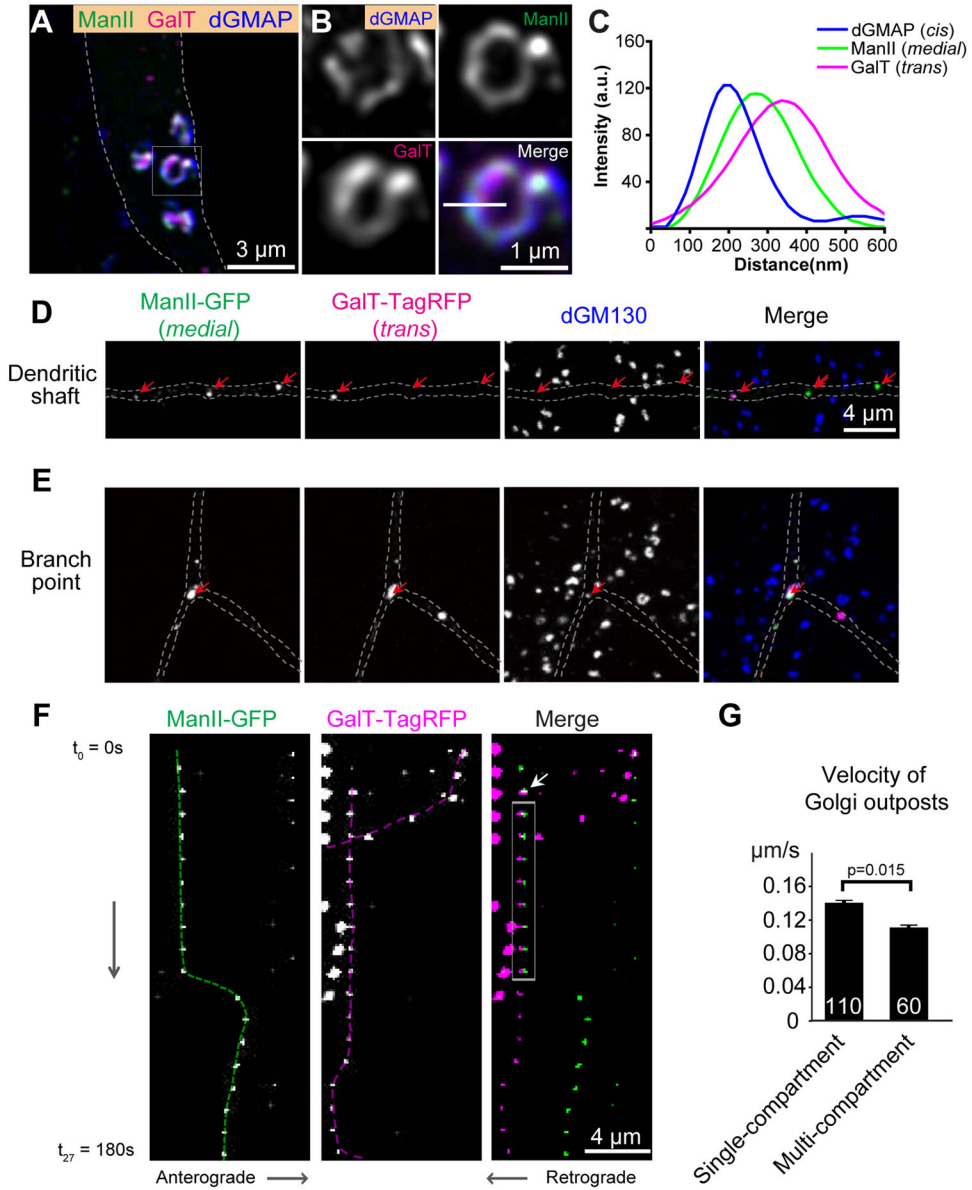 A
ManII GalT dGMAP
3 µm
B
dGMAP
ManII
GalT
Merge
1 µm
C
dGMAP (cis)
ManII (medial)
GalT (trans)
Intensity (a.u.)
160
120
80
40
0 100 200 300 400 500 600
Distance(nm)
D
ManII-GFP
(medial)
GalT-TagRFP
(trans)
dGM130
Merge
Dendritic
shaft
4 µm
E
Branch
point
F
ManII-GFP
GalT-TagRFP
Merge
t0 = 0s
t27 = 180s
4 µm
Anterograde
Retrograde
G
Velocity of
Golgi outposts
µm/s
p=0.015
0.16
0.12
0.08
0.04
0
110
60
Single-compartment
Multi-compartment